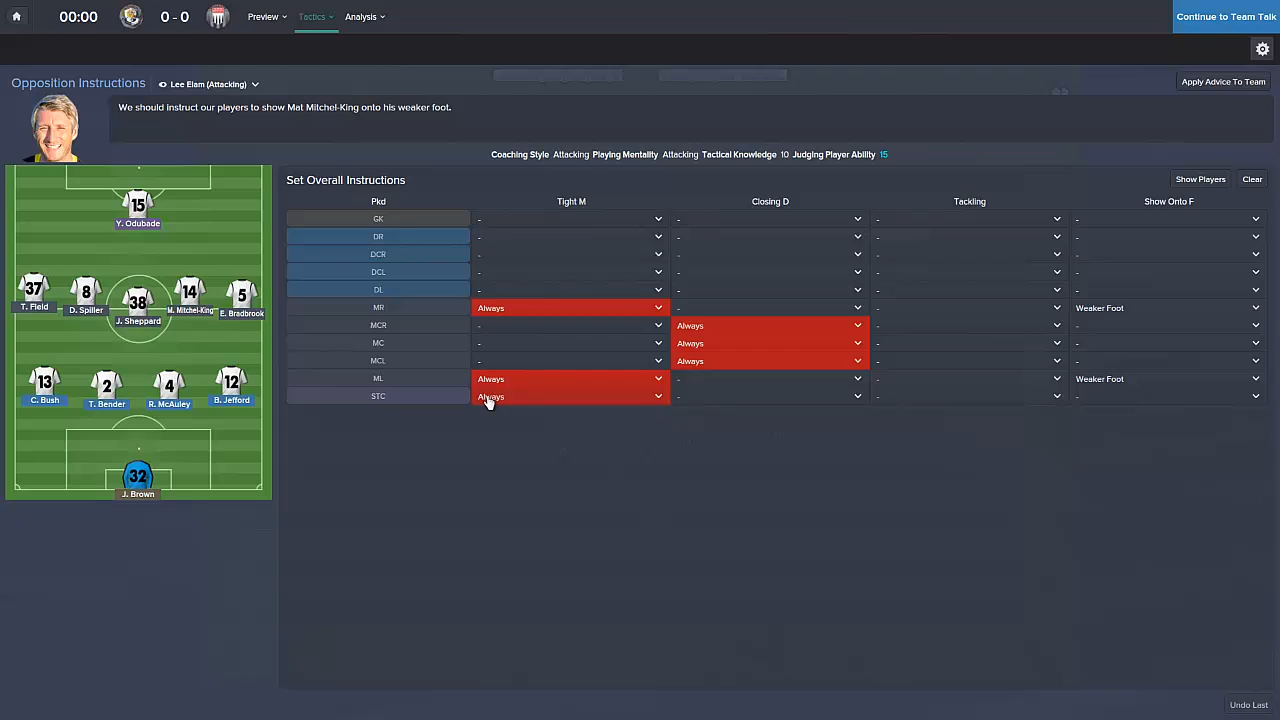 00:00 0 - 0 Preview Tactics Analysis Continue to Team Talk
Opposition Instructions Lee Elam (Attacking) Apply Advice To Team
We should instruct our players to show Mat Mitchel-King onto his weaker foot.
Coaching Style Attacking Playing Mentality Attacking Tactical Knowledge 10 Judging Player Ability 15
Set Overall Instructions Show Players Clear
Pkd Tight M Closing D Tackling Show Onto F
GK - - - -
DR - - - -
DCR - - - -
DCL - - - -
DL - - - -
MR Always - - Weaker Foot
MCR - Always - -
MC - Always - -
MCL - Always - -
ML Always - - Weaker Foot
STC Always - - -
15
Y. Odubade
37 8 38 14 5
T. Field D. Spiller J. Sheppard M. Mitchel-King E. Bradbrook
13 2 4 12
C. Bush T. Bender R. McAuley B. Jefford
32
J. Brown
Undo Last